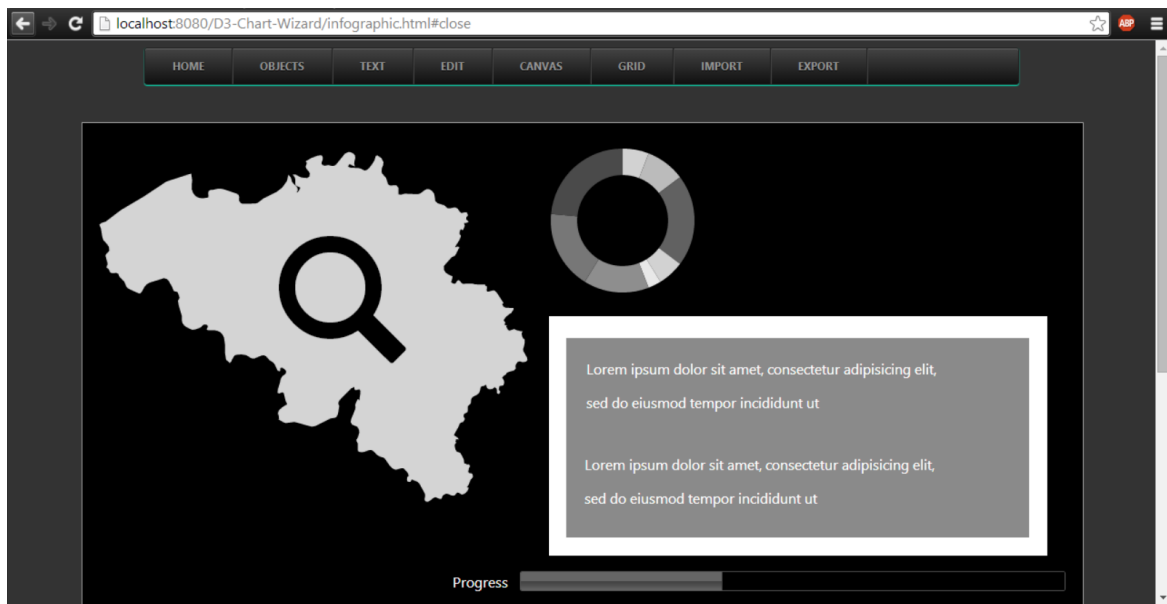 localhost:8080/D3-Chart-Wizard/infographic.html#close
ABP
HOME OBJECTS TEXT EDIT CANVAS GRID IMPORT EXPORT
Lorem ipsum dolor sit amet, consectetur adipisicing elit,
sed do eiusmod tempor incididunt ut
Lorem ipsum dolor sit amet, consectetur adipisicing elit,
sed do eiusmod tempor incididunt ut
Progress